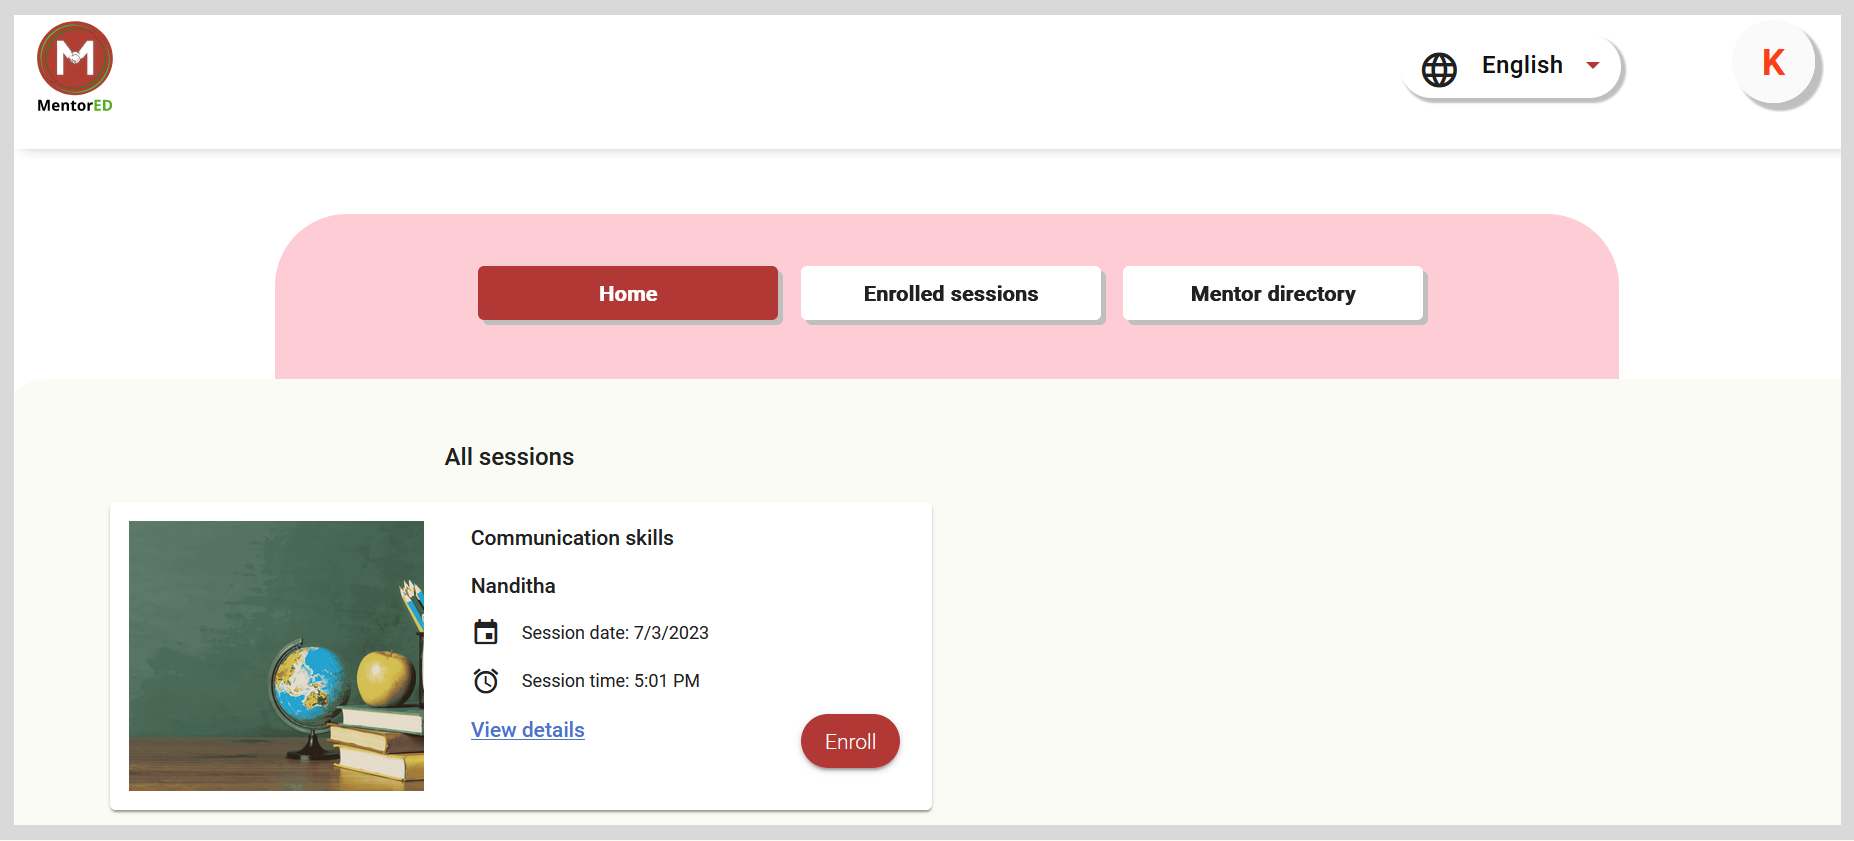 M
MentorED
English
K
Home
Enrolled sessions
Mentor directory
All sessions
Communication skills
Nanditha
Session date: 7/3/2023
Session time: 5:01 PM
View details
Enroll